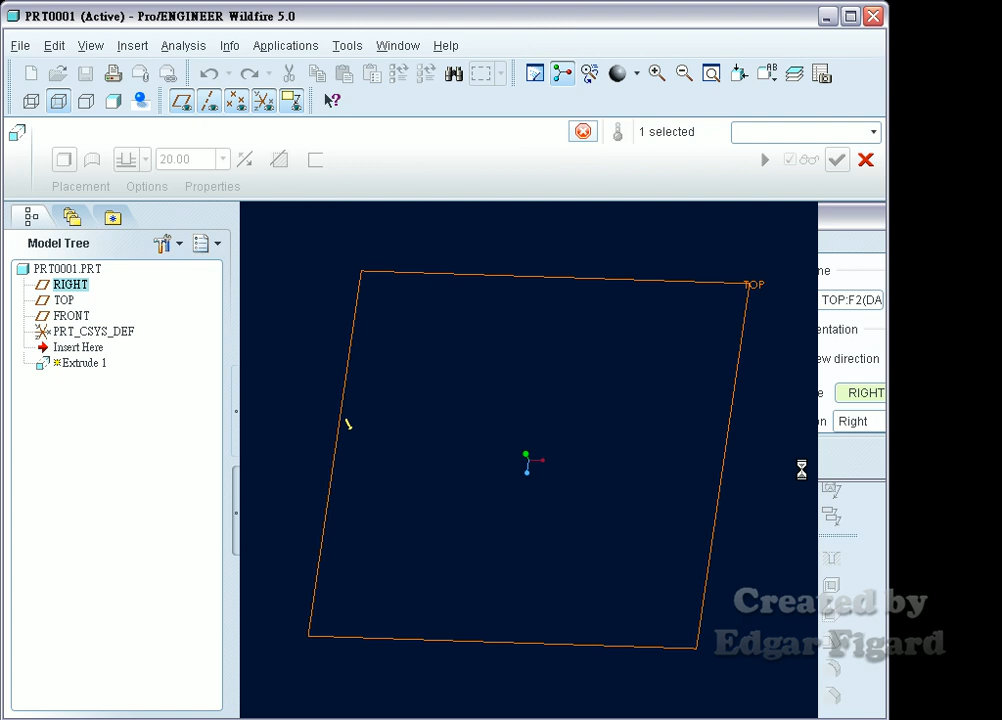 PRT0001 (Active) - Pro/ENGINEER Wildfire 5.0
File Edit View Insert Analysis Info Applications Tools Window Help
1 selected
20.00
Placement Options Properties
Model Tree
PRT0001.PRT
RIGHT
TOP
FRONT
PRT_CSYS_DEF
Insert Here
Extrude 1
TOP
ne
TOP:F2(DA
entation
ew direction
e RIGHT
n Right
Created by
Edgar Figard